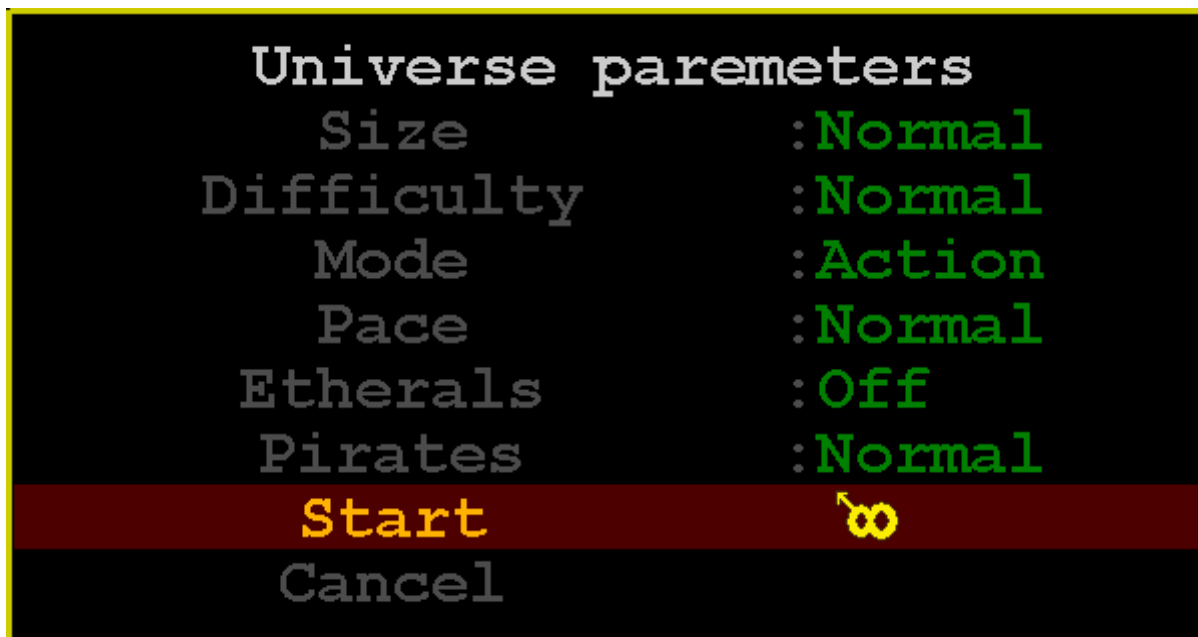 Universe paremeters
Size :Normal
Difficulty :Normal
Mode :Action
Pace :Normal
Etherals :Off
Pirates :Normal
Start
Cancel